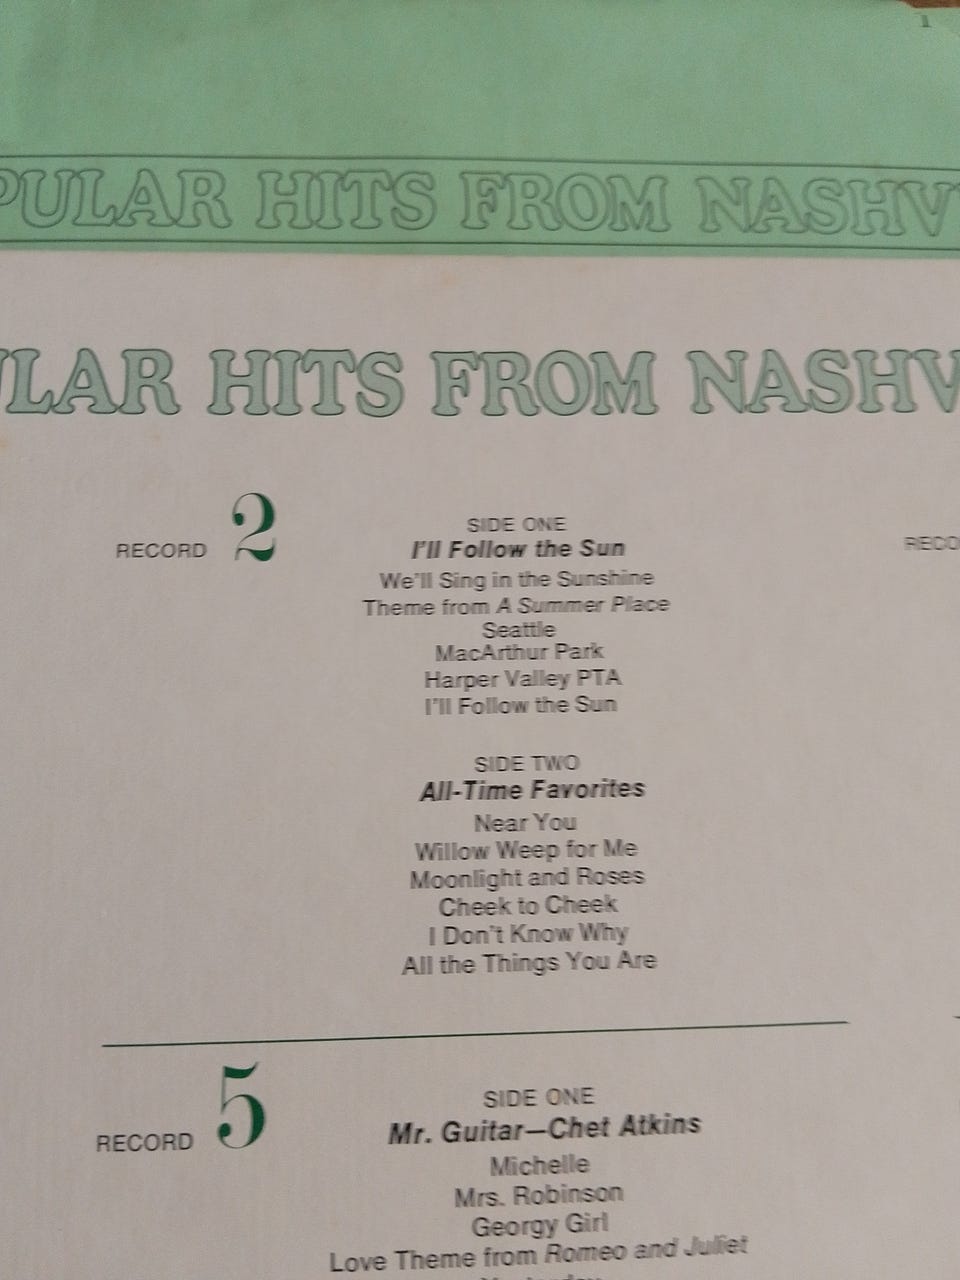 PULAR HITS FROM NASHV
ULAR HITS FROM NASHV
RECORD 2
SIDE ONE
I'll Follow the Sun
We'll Sing in the Sunshine
Theme from A Summer Place
Seattle
MacArthur Park
Harper Valley PTA
I'll Follow the Sun
SIDE TWO
All-Time Favorites
Near You
Willow Weep for Me
Moonlight and Roses
Cheek to Cheek
I Don't Know Why
All the Things You Are
RECO
RECORD 5
SIDE ONE
Mr. Guitar—Chet Atkins
Michelle
Mrs. Robinson
Georgy Girl
Love Theme from Romeo and Juliet